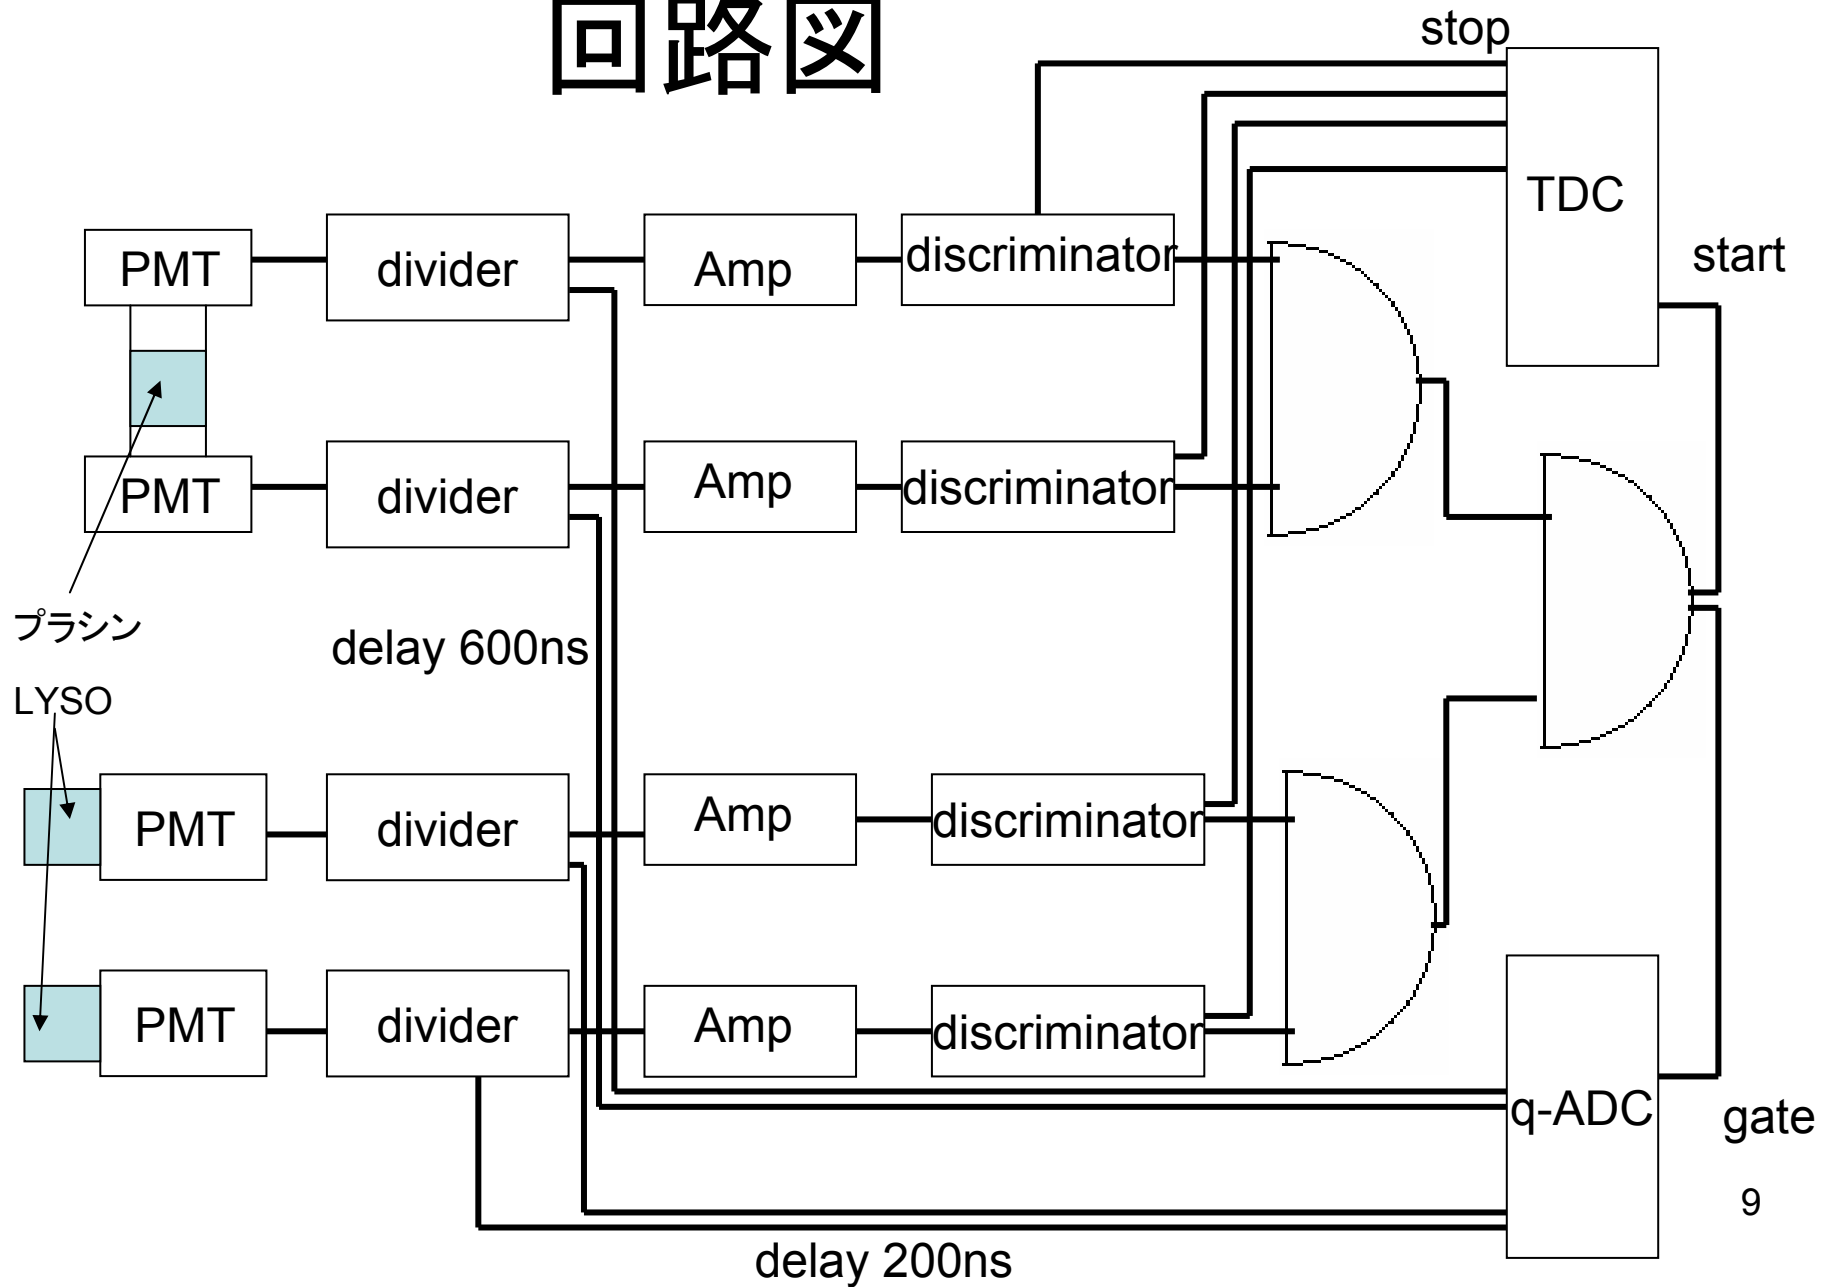 回路図
stop
TDC
start
PMT
divider
Amp
discriminator
PMT
divider
Amp
discriminator
プラシン
delay 600ns
LYSO
PMT
divider
Amp
discriminator
PMT
divider
Amp
discriminator
q-ADC
gate
delay 200ns
9